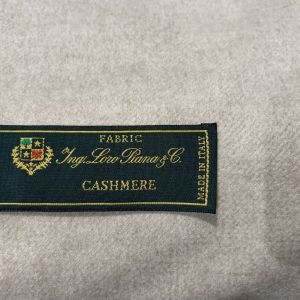 FABRIC
Ing. Loro Piana & C.
CASHMERE
MADE IN ITALY